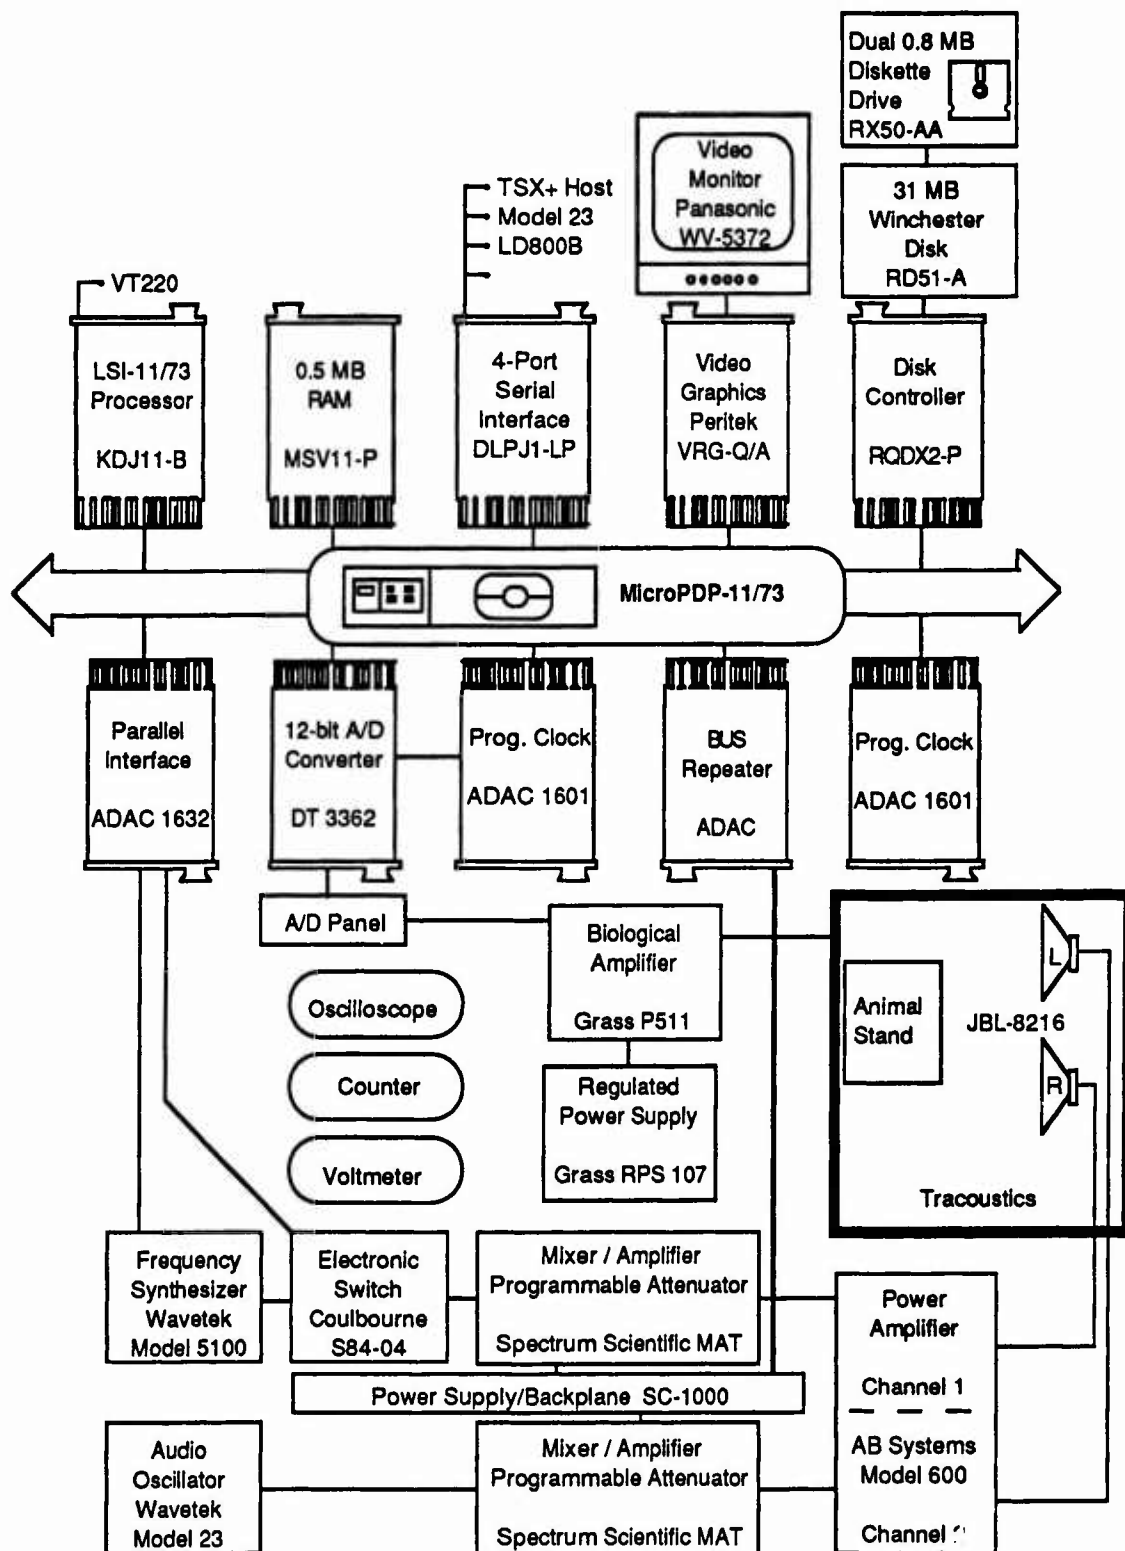 Dual 0.8 MB
Diskette
Drive
RX50-AA
Video
Monitor
Panasonic
WV-5372
31 MB
Winchester
Disk
RD51-A
TSX+ Host
Model 23
LD800B
VT220
LSI-11/73
Processor
KDJ11-B
0.5 MB
RAM
MSV11-P
4-Port
Serial
Interface
DLPJ1-LP
Video
Graphics
Peritek
VRG-Q/A
Disk
Controller
RQDX2-P
MicroPDP-11/73
Parallel
Interface
ADAC 1632
12-bit A/D
Converter
DT 3362
Prog. Clock
ADAC 1601
BUS
Repeater
ADAC
Prog. Clock
ADAC 1601
A/D Panel
Biological
Amplifier
Grass P511
Oscilloscope
Counter
Voltmeter
Regulated
Power Supply
Grass RPS 107
Animal
Stand
L
JBL-8216
R
Tracoustics
Frequency
Synthesizer
Wavetek
Model 5100
Electronic
Switch
Coulbourne
S84-04
Mixer / Amplifier
Programmable Attenuator
Spectrum Scientific MAT
Power
Amplifier
Channel 1
AB Systems
Model 600
Channel
Power Supply/Backplane SC-1000
Audio
Oscillator
Wavetek
Model 23
Mixer / Amplifier
Programmable Attenuator
Spectrum Scientific MAT